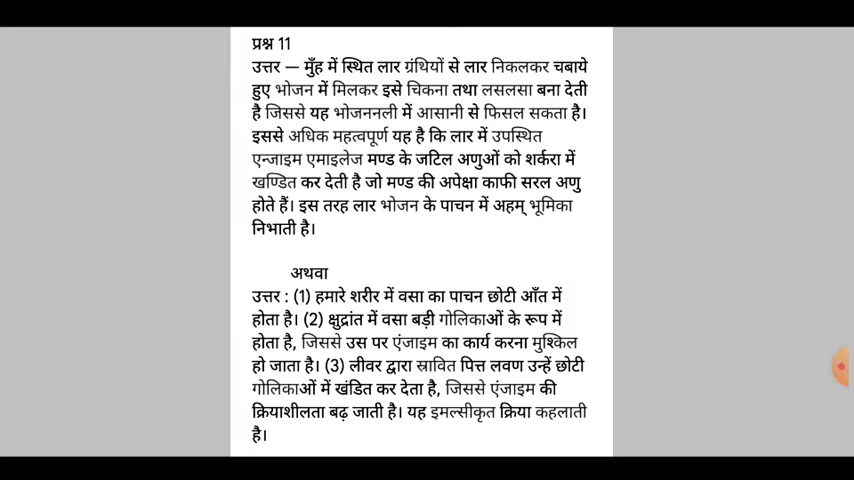 प्रश्न 11
उत्तर — मुँह में स्थित लार ग्रंथियों से लार निकलकर चबाये
हुए भोजन में मिलकर इसे चिकना तथा लसलसा बना देती
है जिससे यह भोजननली में आसानी से फिसल सकता है।
इससे अधिक महत्वपूर्ण यह है कि लार में उपस्थित
एन्जाइम एमाइलेज मण्ड के जटिल अणुओं को शर्करा में
खण्डित कर देती है जो मण्ड की अपेक्षा काफी सरल अणु
होते हैं। इस तरह लार भोजन के पाचन में अहम् भूमिका
निभाती है।
अथवा
उत्तर : (1) हमारे शरीर में वसा का पाचन छोटी आँत में
होता है। (2) क्षुद्रांत में वसा बड़ी गोलिकाओं के रूप में
होता है, जिससे उस पर एंजाइम का कार्य करना मुश्किल
हो जाता है। (3) लीवर द्वारा स्रावित पित्त लवण उन्हें छोटी
गोलिकाओं में खंडित कर देता है, जिससे एंजाइम की
क्रियाशीलता बढ़ जाती है। यह इमल्सीकृत क्रिया कहलाती
है।